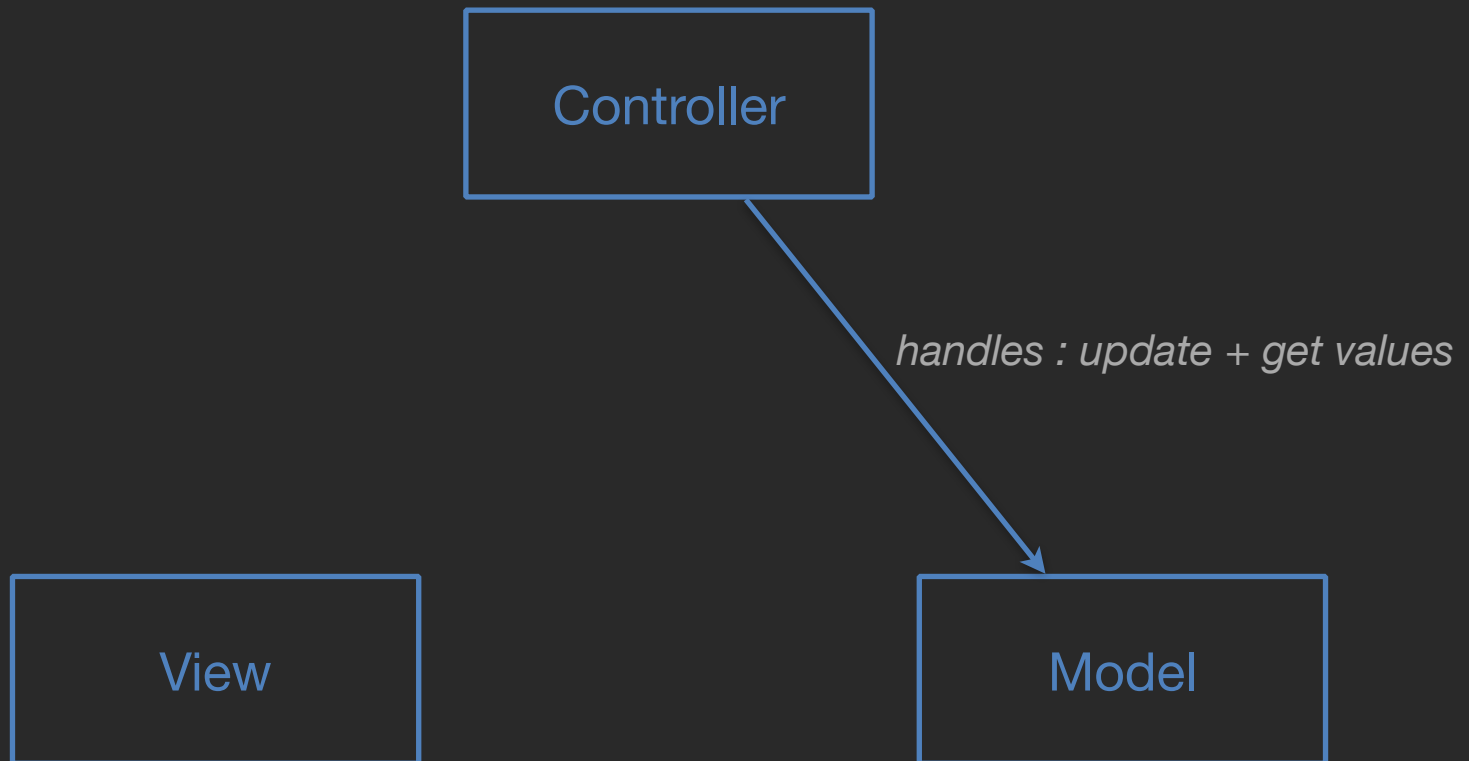 Controller
handles : update + get values
View
Model